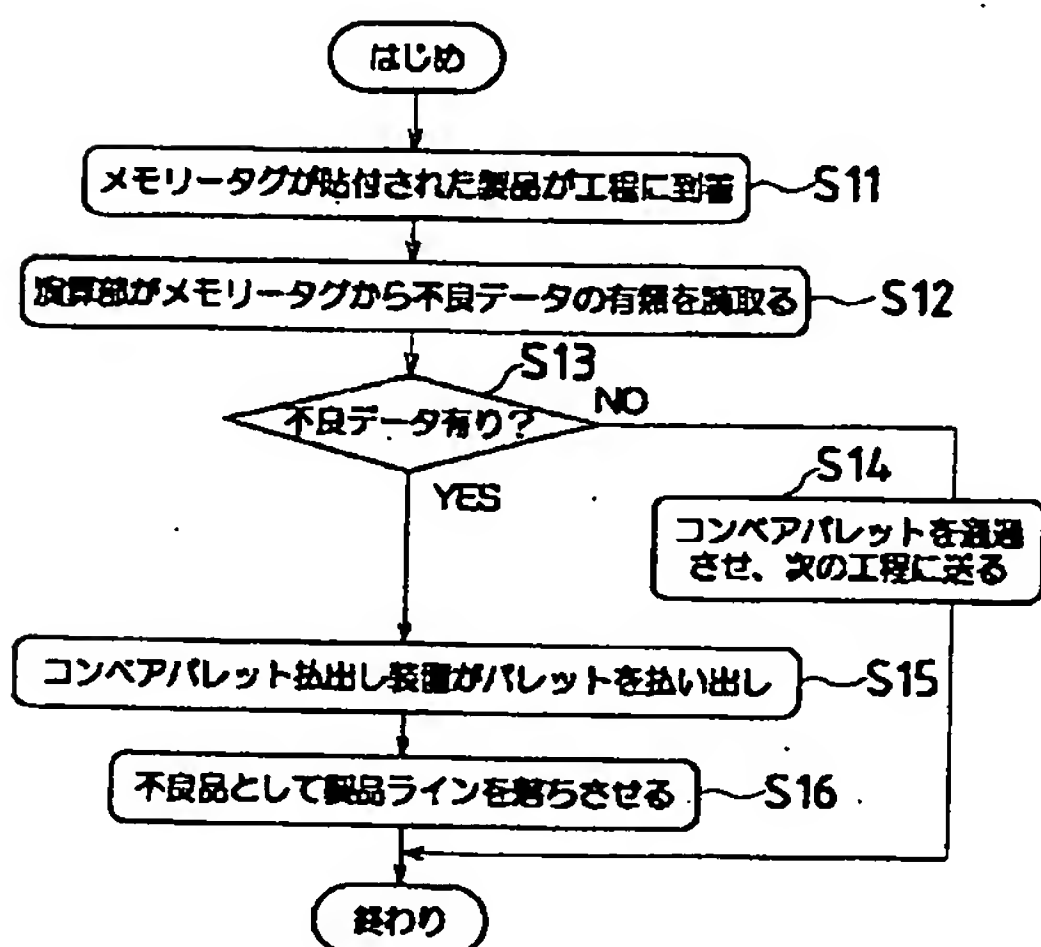 はじめ
メモリータグが貼付された製品が工程に到着
S11
演算部がメモリータグから不良データの有無を読取る
S12
S13
不良データ有り？
NO
YES
S14
コンベアパレットを通過
させ、次の工程に送る
コンベアパレット払出し装置がパレットを払い出し
S15
不良品として製品ラインを落ちさせる
S16
終わり